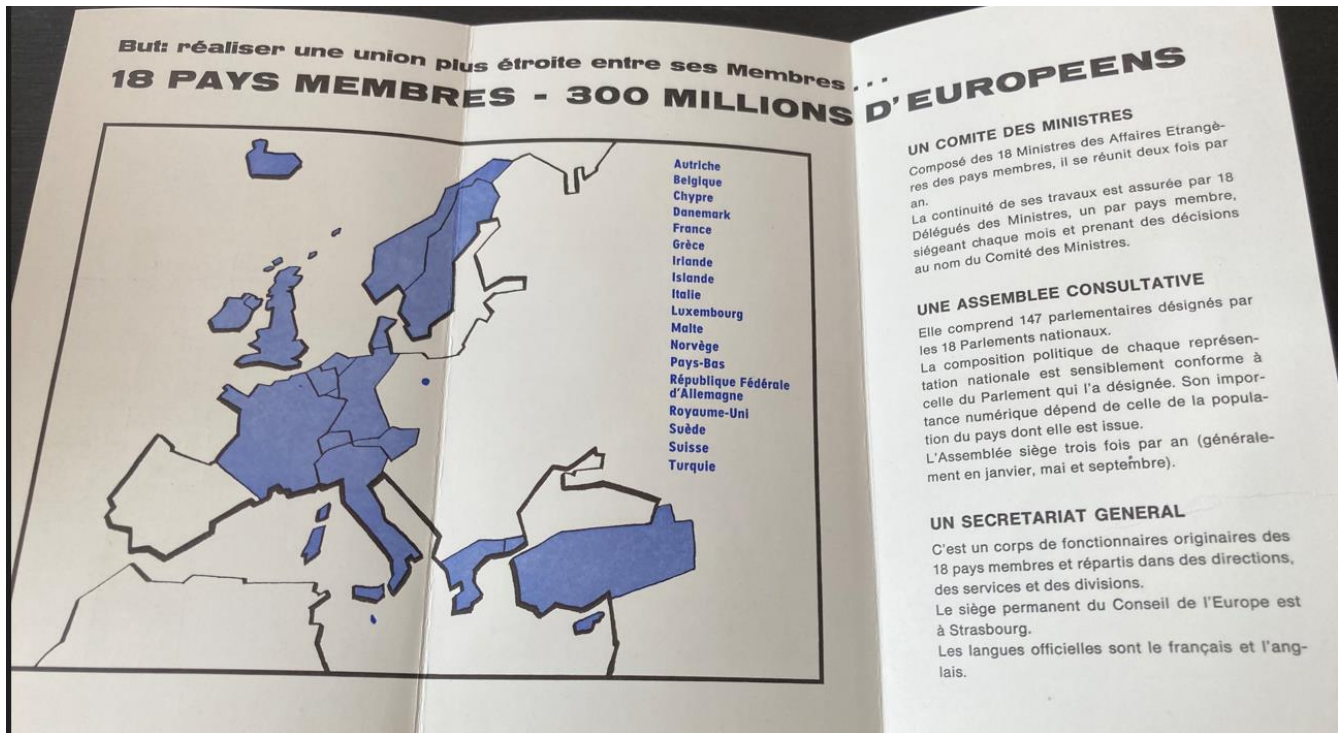 But: réaliser une union plus étroite entre ses Membres...
18 PAYS MEMBRES - 300 MILLIONS D'EUROPEENS
Autriche
Belgique
Chypre
Danemark
France
Grèce
Irlande
Islande
Italie
Luxembourg
Malte
Norvège
Pays-Bas
République Fédérale
d'Allemagne
Royaume-Uni
Suède
Suisse
Turquie
UN COMITE DES MINISTRES
Composé des 18 Ministres des Affaires Etrangè-
res des pays membres, il se réunit deux fois par
an.
La continuité de ses travaux est assurée par 18
Délégués des Ministres, un par pays membre,
siégeant chaque mois et prenant des décisions
au nom du Comité des Ministres.
UNE ASSEMBLEE CONSULTATIVE
Elle comprend 147 parlementaires désignés par
les 18 Parlements nationaux.
La composition politique de chaque représen-
tation nationale est sensiblement conforme à
celle du Parlement qui l'a désignée. Son impor-
tance numérique dépend de celle de la popula-
tion du pays dont elle est issue.
L'Assemblée siège trois fois par an (générale-
ment en janvier, mai et septembre).
UN SECRETARIAT GENERAL
C'est un corps de fonctionnaires originaires des
18 pays membres et répartis dans des directions,
des services et des divisions.
Le siège permanent du Conseil de l'Europe est
à Strasbourg.
Les langues officielles sont le français et l'ang-
lais.